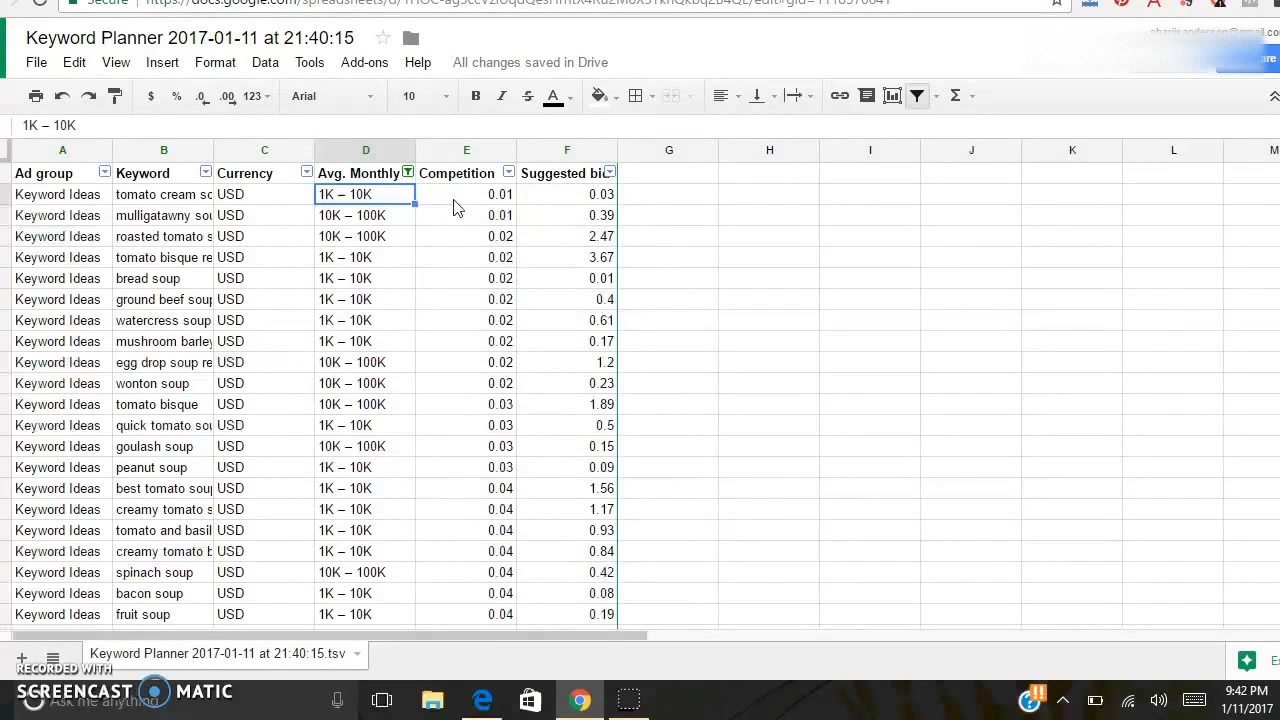 Secure
Keyword Planner 2017-01-11 at 21:40:15
File Edit View Insert Format Data Tools Add-ons Help All changes saved in Drive
$ % .0 .00 123 Arial 10 B I S A Σ
1K – 10K
A B C D E F G H I J K L M
Ad group Keyword Currency Avg. Monthly Competition Suggested bid
Keyword Ideas tomato cream so USD 1K – 10K 0.01 0.03
Keyword Ideas mulligatawny sou USD 10K – 100K 0.01 0.39
Keyword Ideas roasted tomato s USD 10K – 100K 0.02 2.47
Keyword Ideas tomato bisque re USD 1K – 10K 0.02 3.67
Keyword Ideas bread soup USD 1K – 10K 0.02 0.01
Keyword Ideas ground beef soup USD 1K – 10K 0.02 0.4
Keyword Ideas watercress soup USD 1K – 10K 0.02 0.61
Keyword Ideas mushroom barley USD 1K – 10K 0.02 0.17
Keyword Ideas egg drop soup re USD 10K – 100K 0.02 1.2
Keyword Ideas wonton soup USD 10K – 100K 0.02 0.23
Keyword Ideas tomato bisque USD 10K – 100K 0.03 1.89
Keyword Ideas quick tomato sou USD 1K – 10K 0.03 0.5
Keyword Ideas goulash soup USD 10K – 100K 0.03 0.15
Keyword Ideas peanut soup USD 1K – 10K 0.03 0.09
Keyword Ideas best tomato soup USD 1K – 10K 0.04 1.56
Keyword Ideas creamy tomato s USD 1K – 10K 0.04 1.17
Keyword Ideas tomato and basil USD 1K – 10K 0.04 0.93
Keyword Ideas creamy tomato b USD 1K – 10K 0.04 0.84
Keyword Ideas spinach soup USD 10K – 100K 0.04 0.42
Keyword Ideas bacon soup USD 1K – 10K 0.04 0.08
Keyword Ideas fruit soup USD 1K – 10K 0.04 0.19
Keyword Planner 2017-01-11 at 21:40:15.tsv
RECORDED WITH
SCREENCAST MATIC
Ask me anything
9:42 PM
1/11/2017